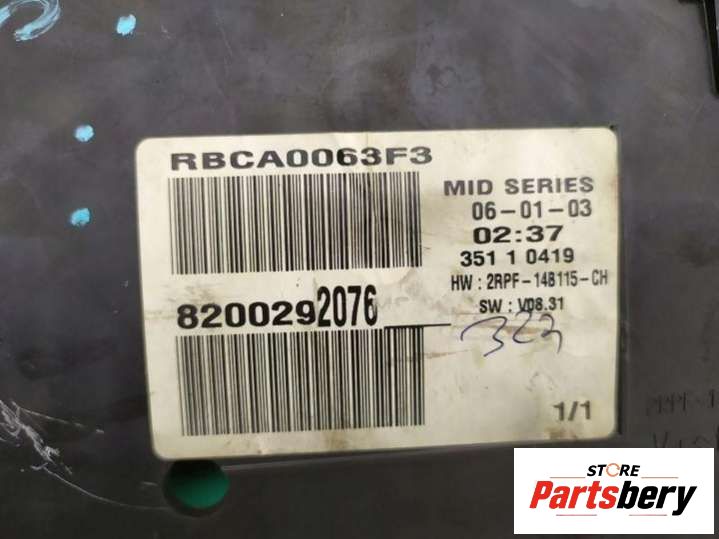 RBCA0063F3
MID SERIES
06-01-03
02:37
351 1 0419
HW : 2RPF-14B115-CH
SW : V08.31
8200292076
323
1/1
STORE
Partsbery